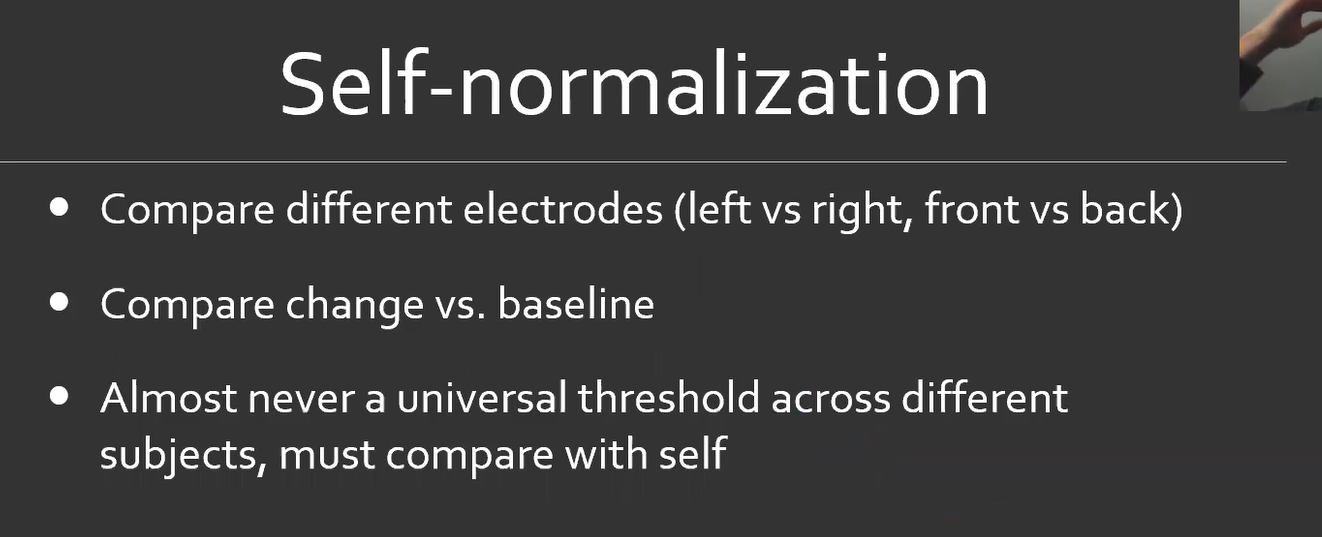 Self-normalization
• Compare different electrodes (left vs right, front vs back)
• Compare change vs. baseline
• Almost never a universal threshold across different
subjects, must compare with self